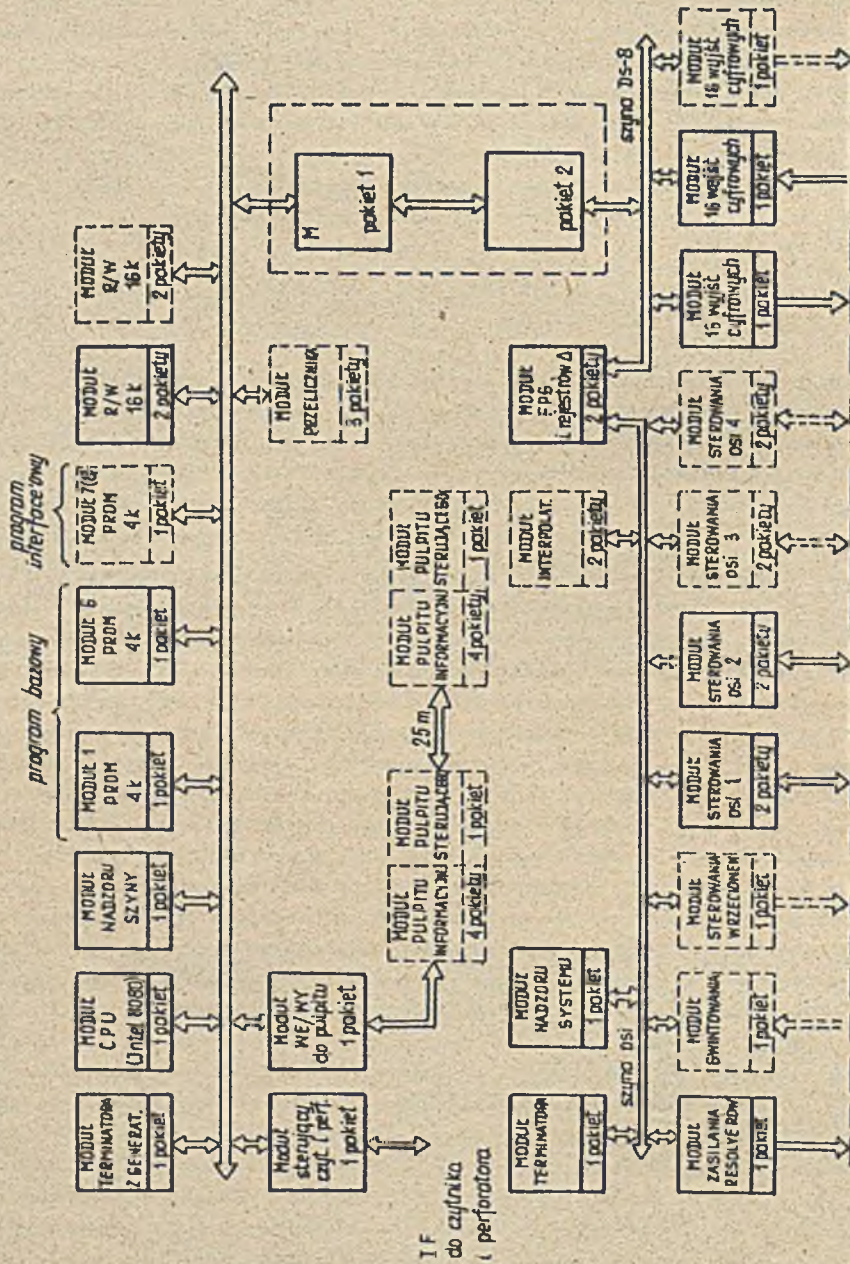 program bazowy
program
interfaceowy
MODUŁ
TERMINATORA
Z GENERAT.
1 pakiet
MODUŁ
CPU
(Intel 8080)
1 pakiet
MODUŁ
NADZORU
SZYNY
1 pakiet
MODUŁ 1
PROM
4k
1 pakiet
MODUŁ 6
PROM
4k
1 pakiet
PROM
4k
1 pakiet
MODUŁ
R/W
16k
2 pakiety
MODUŁ
R/W
16k
2 pakiety
Moduł
sterujący
czyt. i perf.
1 pakiet
Moduł
WE/WY
do pulpitu
1 pakiet
MODUŁ
PRZELICZNIKA
3 pakiety
M
pakiet 1
pakiet 2
IF
do czytnika
i perforatora
MODUŁ
PULPITU
INFORMACYJN
4 pakiety
MODUŁ
PULPITU
STERUJĄCEGO
1 pakiet
25 m
MODUŁ
PULPITU
INFORMACYJN
4 pakiety
MODUŁ
PULPITU
STERUJĄCEGO
1 pakiet
MODUŁ
TERMINATORA
1 pakiet
MODUŁ
NADZORU
SYSTEMU
1 pakiet
MODUŁ
INTERPOLAT.
2 pakiety
MODUŁ
FPG
i rejestrów Δ
2 pakiety
szyna osi
szyna DS-8
MODUŁ
ZASILANIA
RESOLVERÓW
1 pakiet
MODUŁ
GWINTOWANIA
1 pakiet
MODUŁ
STEROWANIA
WRZECIONEM
1 pakiet
MODUŁ
STEROWANIA
OSI 1
2 pakiety
MODUŁ
STEROWANIA
OSI 2
2 pakiety
MODUŁ
STEROWANIA
OSI 3
2 pakiety
MODUŁ
STEROWANIA
OSI 4
2 pakiety
MODUŁ
16 wyjść
cyfrowych
1 pakiet
MODUŁ
16 wejść
cyfrowych
1 pakiet
MODUŁ
16 wyjść
cyfrowych
1 pakiet